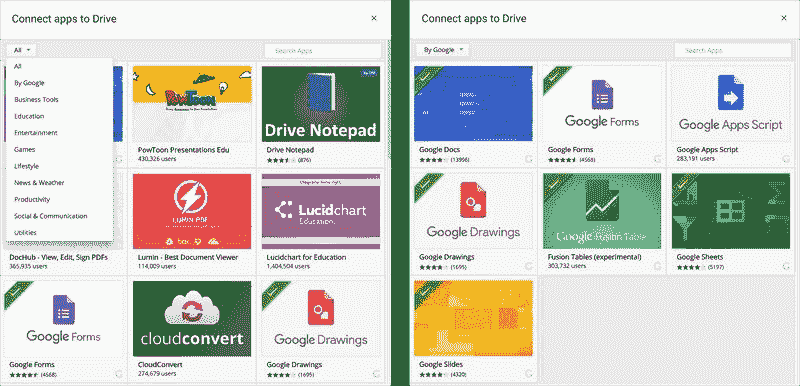 Connect apps to Drive
×
All
Search Apps
All
By Google
Business Tools
Education
Entertainment
Games
Lifestyle
News & Weather
Productivity
Social & Communication
Utilities
PowToon
PowToon Presentations Edu
430,326 users
Drive Notepad
Drive Notepad
(876)
DocHub - View, Edit, Sign PDFs
365,935 users
LUMIN PDF
box
Lumin - Best Document Viewer
114,009 users
Lucidchart
Education
Lucidchart for Education
1,404,504 users
Google Forms
Google Forms
(4568)
cloudconvert
CloudConvert
274,679 users
Google Drawings
Google Drawings
(1695)
Connect apps to Drive
×
By Google
Search Apps
Google Docs
(13998)
Google Forms
Google Forms
(4568)
Google Apps Script
Google Apps Script
283,191 users
Google Drawings
Google Drawings
(1695)
Google Fusion Table
Fusion Tables (experimental)
303,732 users
Google Sheets
(5197)
Google Slides
(4320)